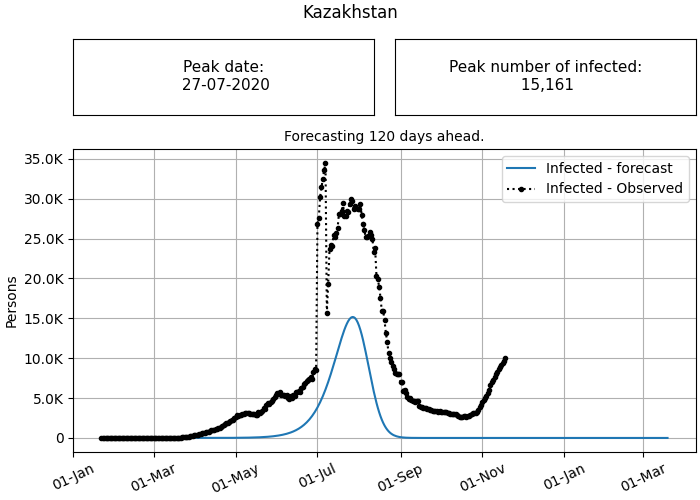 Kazakhstan
Peak date:
27-07-2020
Peak number of infected:
15,161
Forecasting 120 days ahead.
35.0K
30.0K
25.0K
20.0K
15.0K
10.0K
5.0K
0
Persons
Infected - forecast
Infected - Observed
01-Jan
01-Mar
01-May
01-Jul
01-Sep
01-Nov
01-Jan
01-Mar